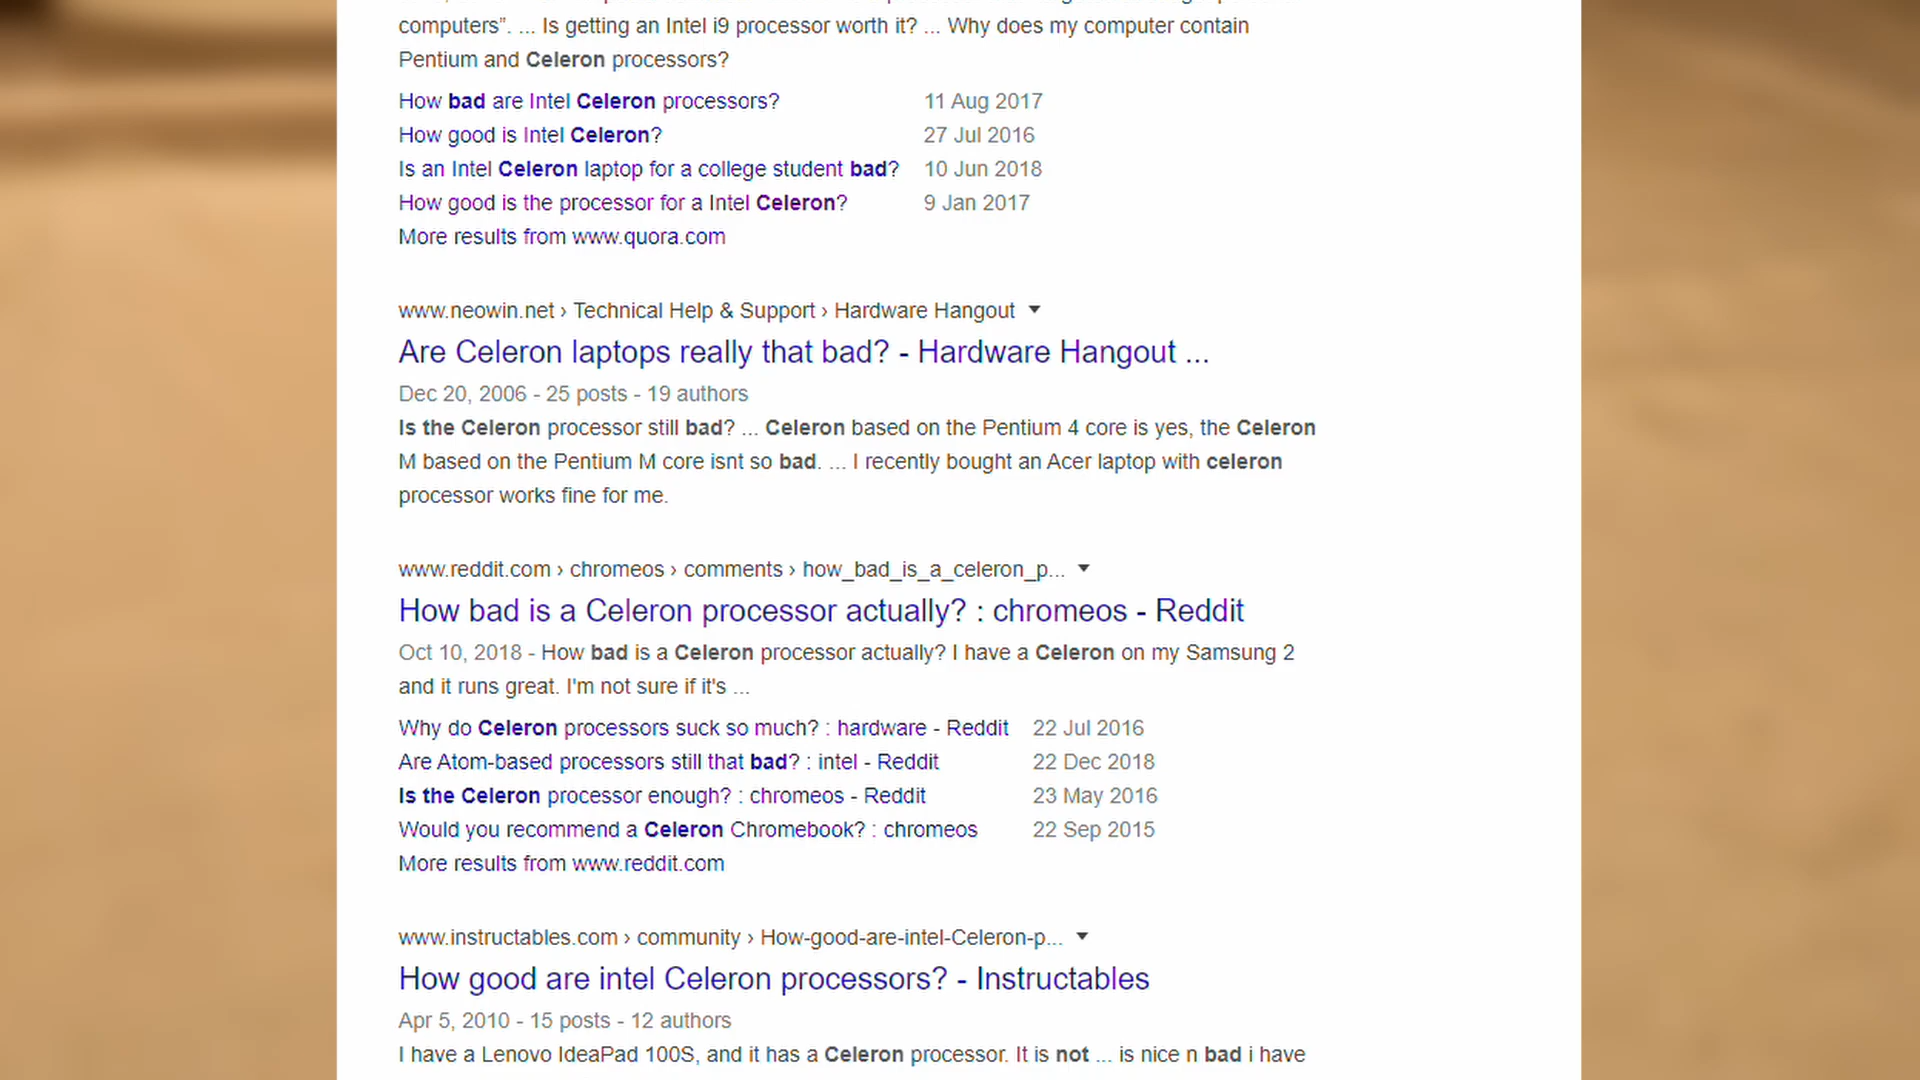 computers”. ... Is getting an Intel i9 processor worth it? ... Why does my computer contain
Pentium and Celeron processors?
How bad are Intel Celeron processors? 11 Aug 2017
How good is Intel Celeron? 27 Jul 2016
Is an Intel Celeron laptop for a college student bad? 10 Jun 2018
How good is the processor for a Intel Celeron? 9 Jan 2017
More results from www.quora.com
www.neowin.net › Technical Help & Support › Hardware Hangout
Are Celeron laptops really that bad? - Hardware Hangout ...
Dec 20, 2006 - 25 posts - 19 authors
Is the Celeron processor still bad? ... Celeron based on the Pentium 4 core is yes, the Celeron
M based on the Pentium M core isnt so bad. ... I recently bought an Acer laptop with celeron
processor works fine for me.
www.reddit.com › chromeos › comments › how_bad_is_a_celeron_p...
How bad is a Celeron processor actually? : chromeos - Reddit
Oct 10, 2018 - How bad is a Celeron processor actually? I have a Celeron on my Samsung 2
and it runs great. I'm not sure if it's ...
Why do Celeron processors suck so much? : hardware - Reddit 22 Jul 2016
Are Atom-based processors still that bad? : intel - Reddit 22 Dec 2018
Is the Celeron processor enough? : chromeos - Reddit 23 May 2016
Would you recommend a Celeron Chromebook? : chromeos 22 Sep 2015
More results from www.reddit.com
www.instructables.com › community › How-good-are-intel-Celeron-p...
How good are intel Celeron processors? - Instructables
Apr 5, 2010 - 15 posts - 12 authors
I have a Lenovo IdeaPad 100S, and it has a Celeron processor. It is not ... is nice n bad i have